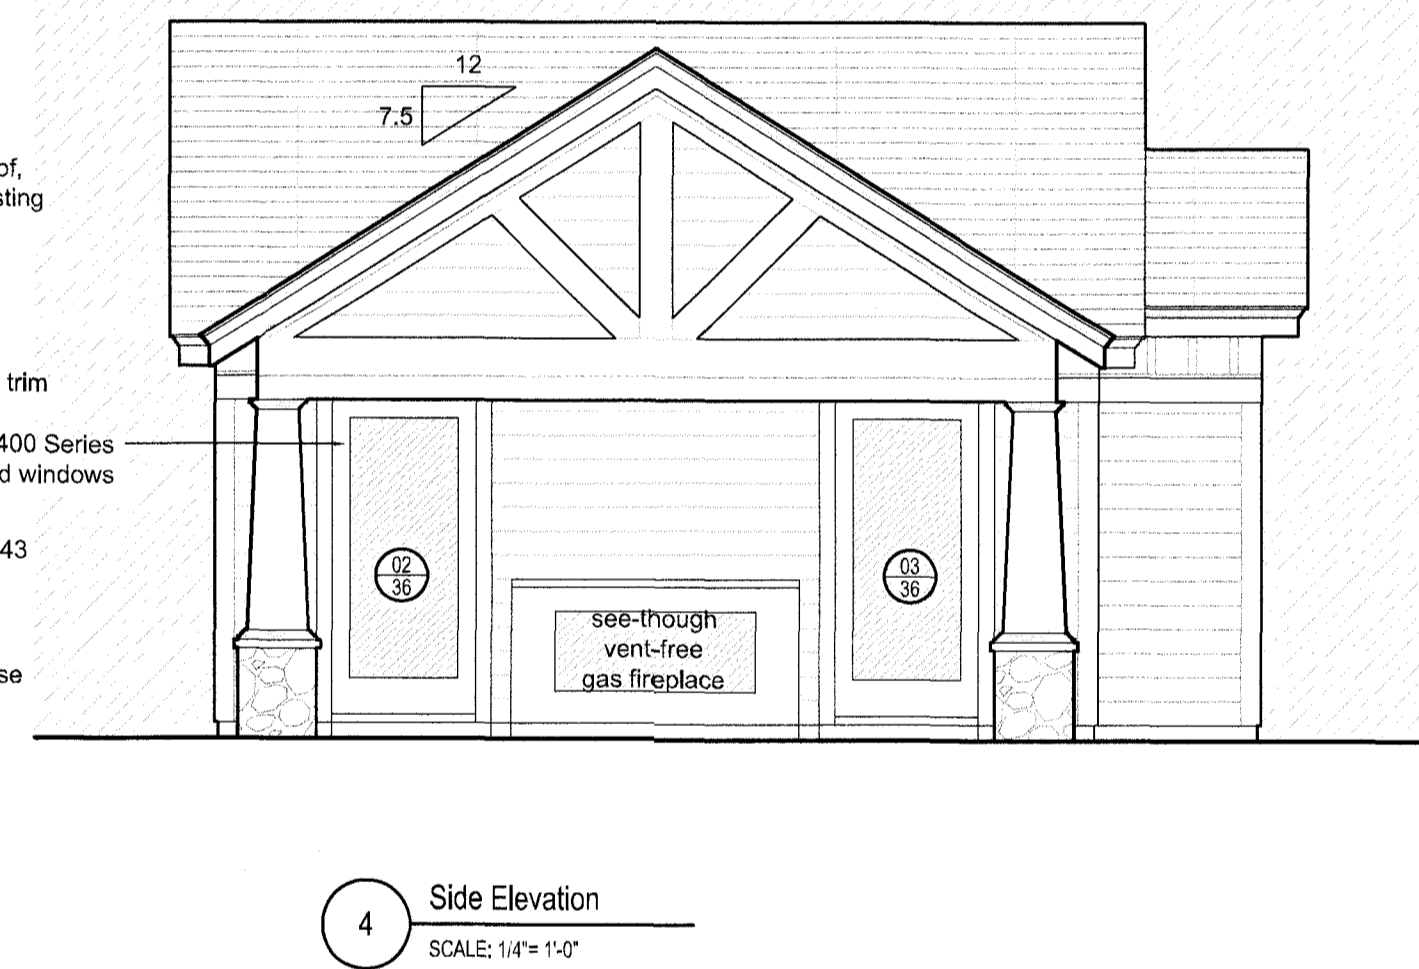 12
7.5
of,
sting
trim
400 Series
d windows
43
se
02
36
03
36
see-though
vent-free
gas fireplace
4
Side Elevation
SCALE: 1/4"= 1'-0"